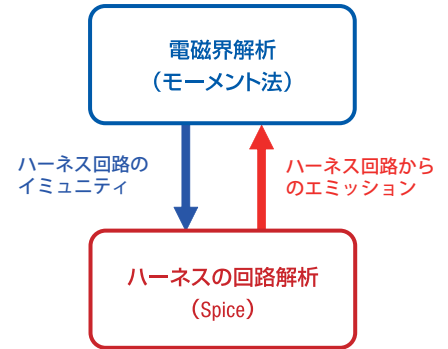 電磁界解析
（モーメント法）
ハーネス回路の
イミュニティ
ハーネス回路から
のエミッション
ハーネスの回路解析
（Spice）